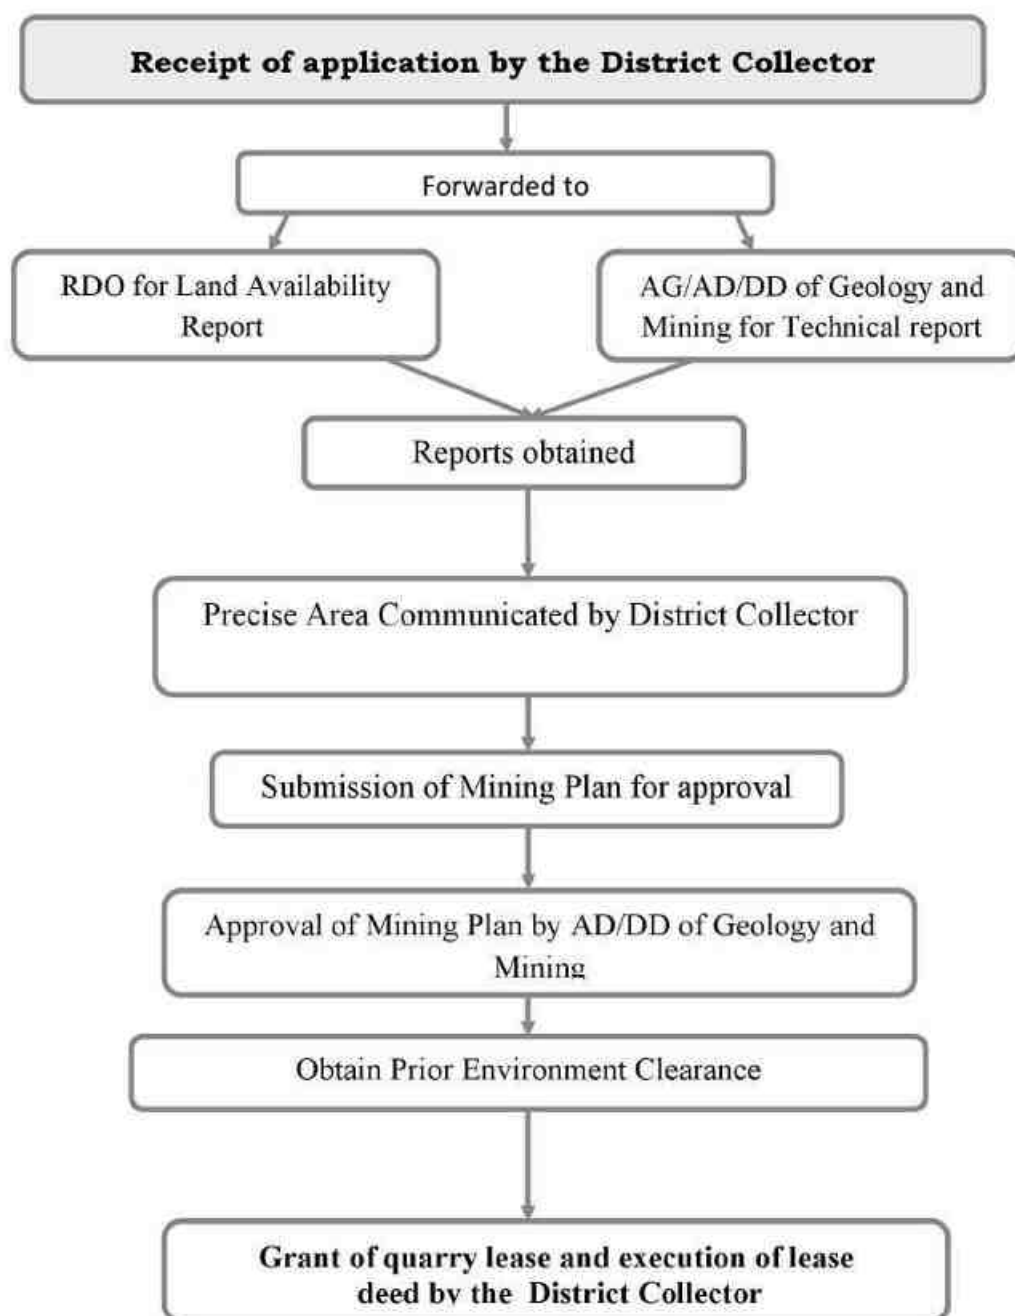 Receipt of application by the District Collector
Forwarded to
RDO for Land Availability
Report
AG/AD/DD of Geology and
Mining for Technical report
Reports obtained
Precise Area Communicated by District Collector
Submission of Mining Plan for approval
Approval of Mining Plan by AD/DD of Geology and
Mining
Obtain Prior Environment Clearance
Grant of quarry lease and execution of lease
deed by the District Collector